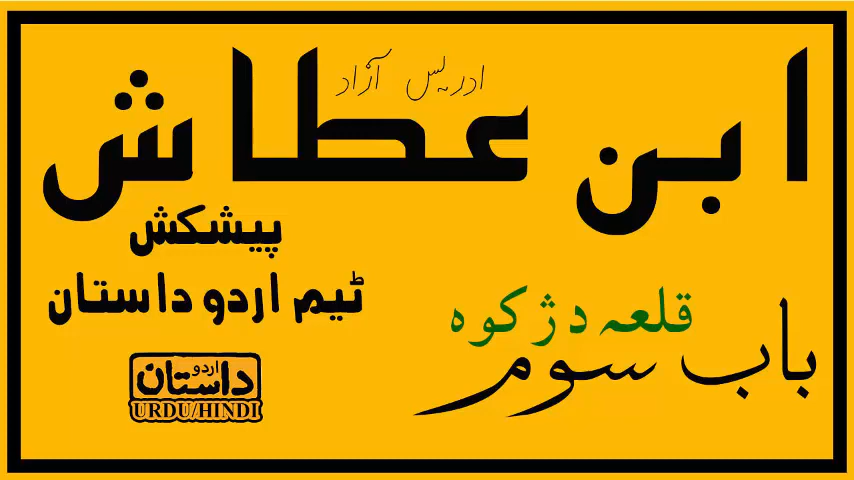 ابن عطاش
ادریس آزاد
پیشکش
ٹیم اردو داستان
قلعہ دژکوہ
باب سوم
اردو
داستان
URDU/HINDI